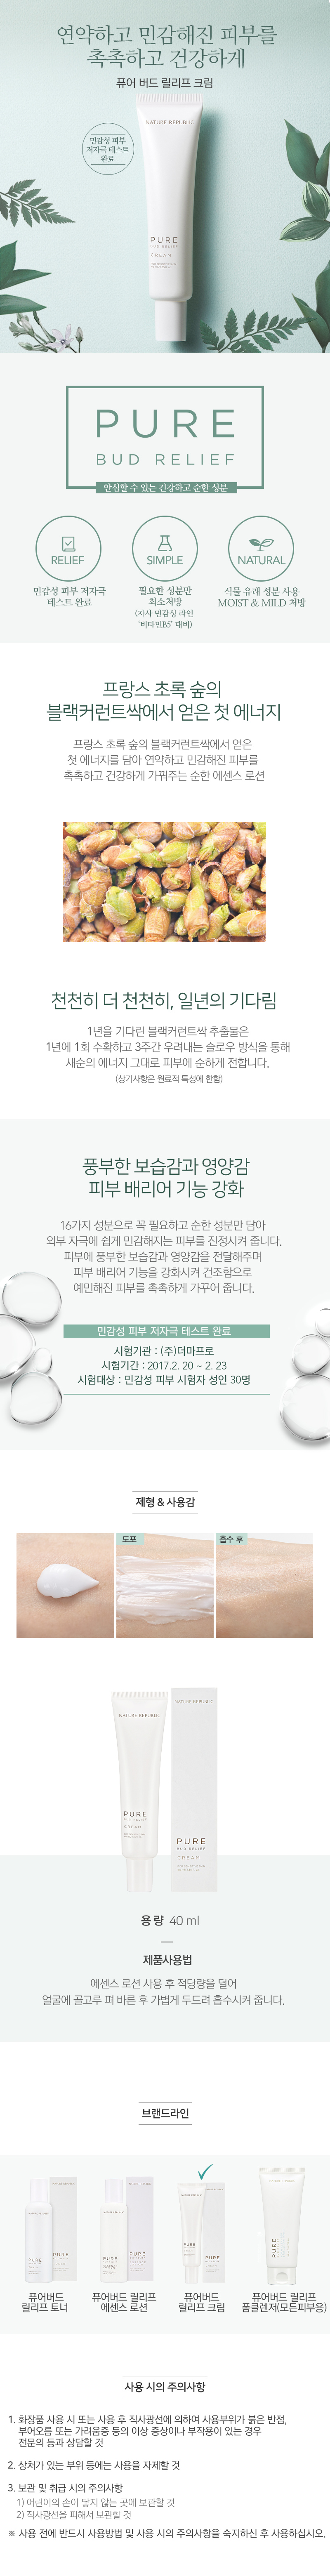 연약하고 민감해진 피부를
촉촉하고 건강하게
퓨어 버드 릴리프 크림
민감성 피부
저자극 테스트
완료
NATURE REPUBLIC
PURE
BUD RELIEF
CREAM
PURE
BUD RELIEF
안심할 수 있는 건강하고 순한 성분
RELIEF
SIMPLE
NATURAL
민감성 피부 저자극
테스트 완료
필요한 성분만
최소처방
(자사 민감성 라인
'비타민B5' 대비)
식물 유래 성분 사용
MOIST & MILD 처방
프랑스 초록 숲의
블랙커런트싹에서 얻은 첫 에너지
프랑스 초록 숲의 블랙커런트싹에서 얻은
첫 에너지를 담아 연약하고 민감해진 피부를
촉촉하고 건강하게 가꿔주는 순한 에센스 로션
천천히 더 천천히, 일년의 기다림
1년을 기다린 블랙커런트싹 추출물은
1년에 1회 수확하고 3주간 우려내는 슬로우 방식을 통해
새순의 에너지 그대로 피부에 순하게 전합니다.
(상기사항은 원료적 특성에 한함)
풍부한 보습감과 영양감
피부 배리어 기능 강화
16가지 성분으로 꼭 필요하고 순한 성분만 담아
외부 자극에 쉽게 민감해지는 피부를 진정시켜 줍니다.
피부에 풍부한 보습감과 영양감을 전달해주며
피부 배리어 기능을 강화시켜 건조함으로
예민해진 피부를 촉촉하게 가꾸어 줍니다.
민감성 피부 저자극 테스트 완료
시험기관 : (주)더마프로
시험기간 : 2017.2. 20 ~ 2. 23
시험대상 : 민감성 피부 시험자 성인 30명
제형 & 사용감
도포
흡수 후
NATURE REPUBLIC
PURE
BUD RELIEF
CREAM
NATURE REPUBLIC
PURE
BUD RELIEF
CREAM
용량 40 ml
제품사용법
에센스 로션 사용 후 적당량을 덜어
얼굴에 골고루 펴 바른 후 가볍게 두드려 흡수시켜 줍니다.
브랜드라인
PURE
PURE
PURE
PURE
PURE
PURE
PURE
퓨어버드
릴리프 토너
퓨어버드 릴리프
에센스 로션
퓨어버드
릴리프 크림
퓨어버드 릴리프
폼클렌저(모든피부용)
사용 시의 주의사항
1. 화장품 사용 시 또는 사용 후 직사광선에 의하여 사용부위가 붉은 반점,
부어오름 또는 가려움증 등의 이상 증상이나 부작용이 있는 경우
전문의 등과 상담할 것
2. 상처가 있는 부위 등에는 사용을 자제할 것
3. 보관 및 취급 시의 주의사항
1) 어린이의 손이 닿지 않는 곳에 보관할 것
2) 직사광선을 피해서 보관할 것
※ 사용 전에 반드시 사용방법 및 사용 시의 주의사항을 숙지하신 후 사용하십시오.